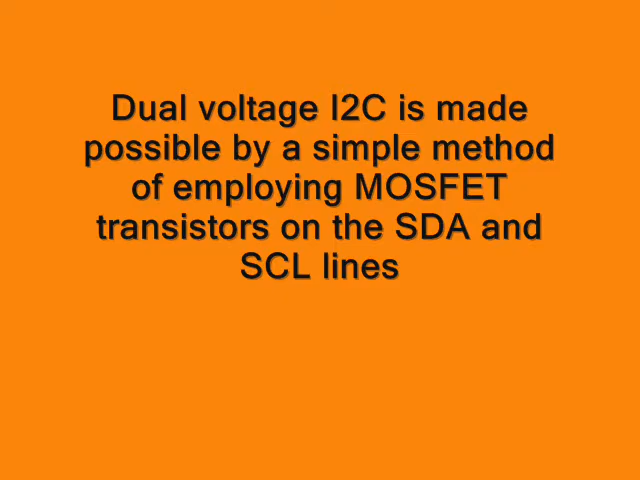 Dual voltage I2C is made
possible by a simple method
of employing MOSFET
transistors on the SDA and
SCL lines